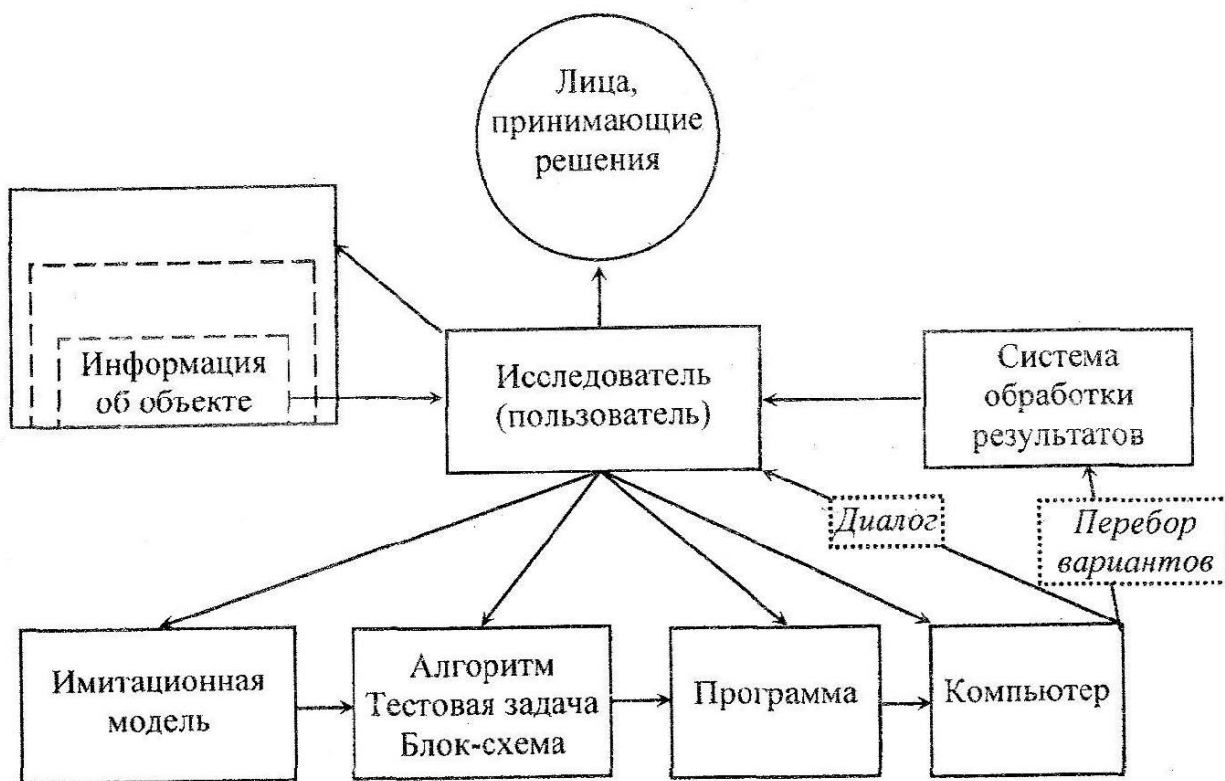 Лица,
принимающие
решения
Информация
об объекте
Исследователь
(пользователь)
Система
обработки
результатов
Диалог
Перебор
вариантов
Имитационная
модель
Алгоритм
Тестовая задача
Блок-схема
Программа
Компьютер